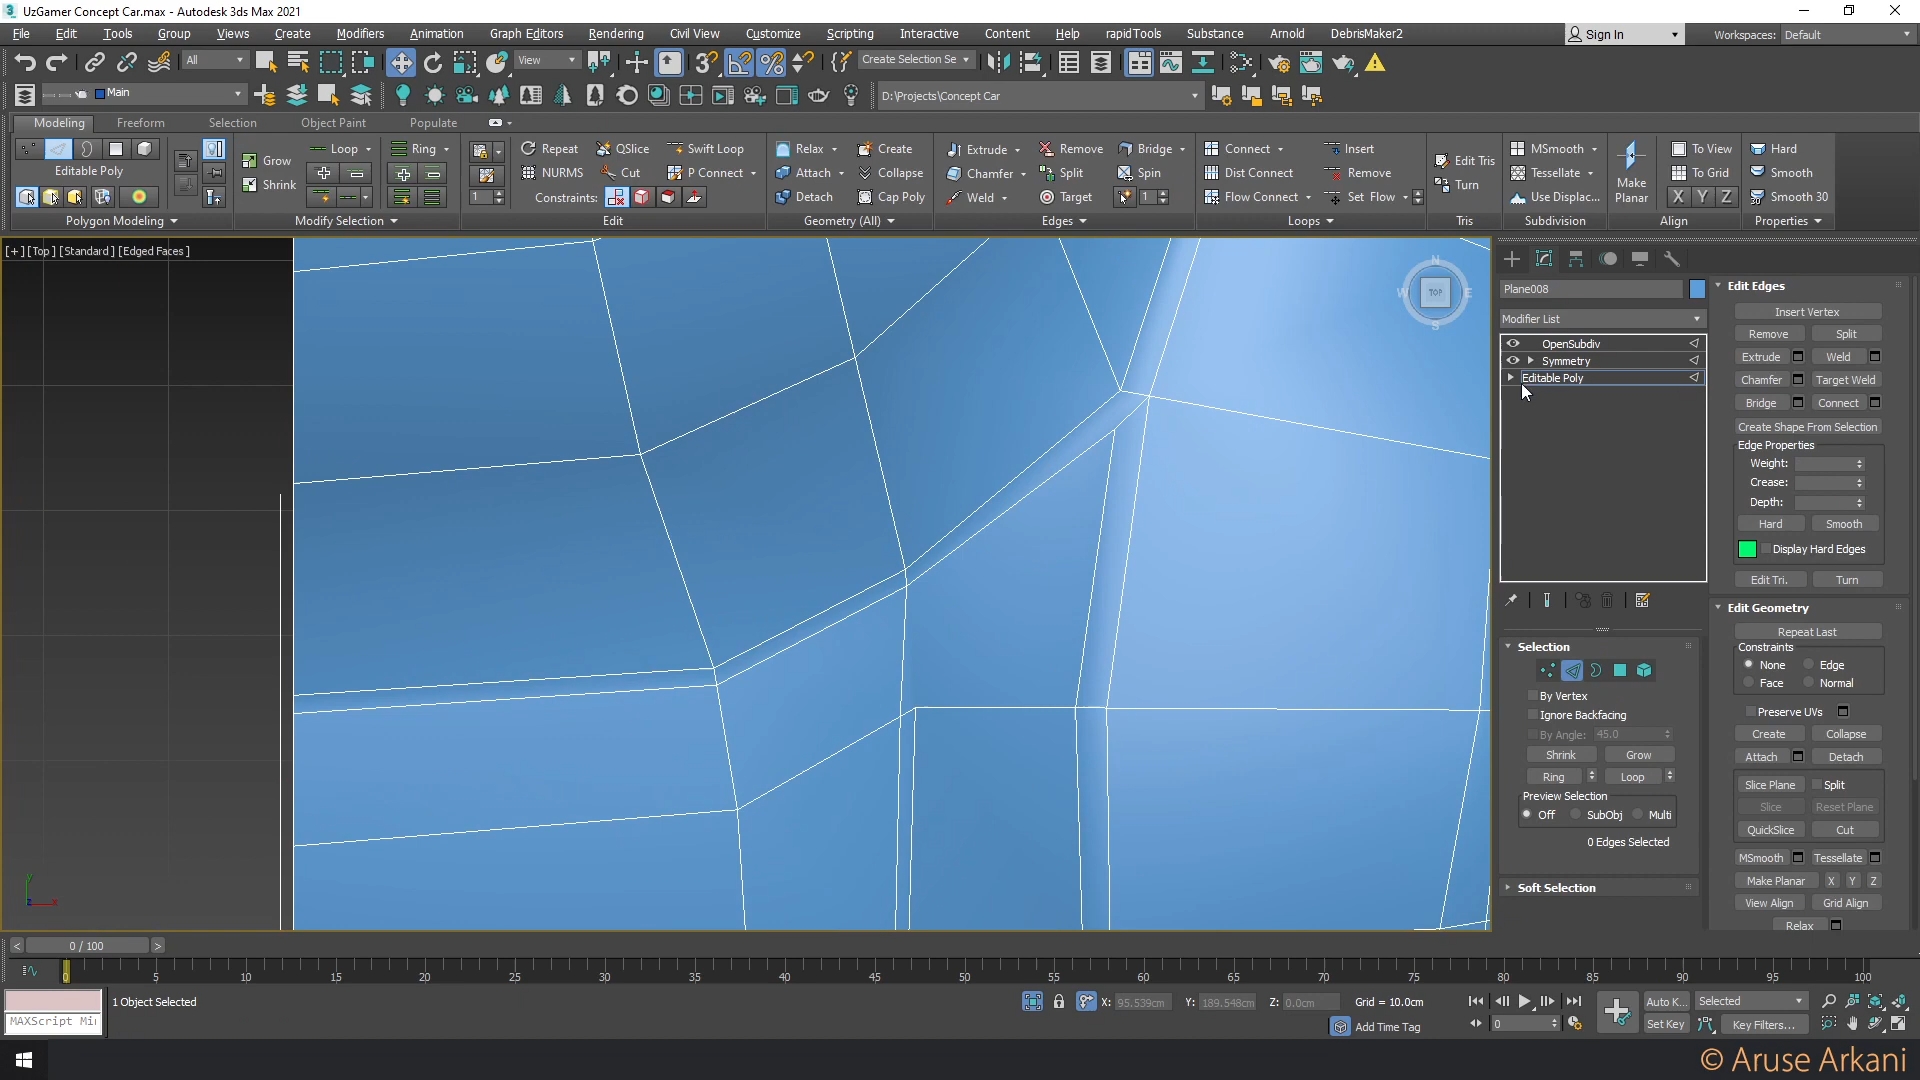 UzGamer Concept Car.max - Autodesk 3ds Max 2021
File Edit Tools Group Views Create Modifiers Animation Graph Editors Rendering Civil View Customize Scripting Interactive Content Help rapidTools Substance Arnold DebrisMaker2 Sign In Workspaces: Default
All View Create Selection Se
Main D:\Projects\Concept Car
Modeling Freeform Selection Object Paint Populate
Grow Loop Ring Repeat QSlice Swift Loop Relax Create Extrude Remove Bridge Connect Insert MSmooth To View Hard
Editable Poly Shrink NURMS Cut P Connect Attach Collapse Chamfer Split Spin Dist Connect Remove Edit Tris Turn Tessellate Make Planar To Grid Smooth
1 Constraints: Detach Cap Poly Weld Target 1 Flow Connect Set Flow Use Displac... X Y Z Smooth 30
Polygon Modeling Modify Selection Edit Geometry (All) Edges Loops Tris Subdivision Align Properties
[+] [Top] [Standard] [Edged Faces]
N
W TOP E
S
Plane008
Modifier List
OpenSubdiv
Symmetry
Editable Poly
Selection
By Vertex
Ignore Backfacing
By Angle: 45.0
Shrink Grow
Ring Loop
Preview Selection
Off SubObj Multi
0 Edges Selected
Soft Selection
Edit Edges
Insert Vertex
Remove Split
Extrude Weld
Chamfer Target Weld
Bridge Connect
Create Shape From Selection
Edge Properties
Weight:
Crease:
Depth:
Hard Smooth
Display Hard Edges
Edit Tri. Turn
Edit Geometry
Repeat Last
Constraints
None Edge
Face Normal
Preserve UVs
Create Collapse
Attach Detach
Slice Plane Split
Slice Reset Plane
QuickSlice Cut
MSmooth Tessellate
Make Planar X Y Z
View Align Grid Align
Relax
y
z x
< 0 / 100 >
0 5 10 15 20 25 30 35 40 45 50 55 60 65 70 75 80 85 90 95 100
1 Object Selected X: 95.539cm Y: 189.548cm Z: 0.0cm Grid = 10.0cm Auto K... Selected
MAXScript Mi Add Time Tag 0 Set Key Key Filters...
© Aruse Arkani